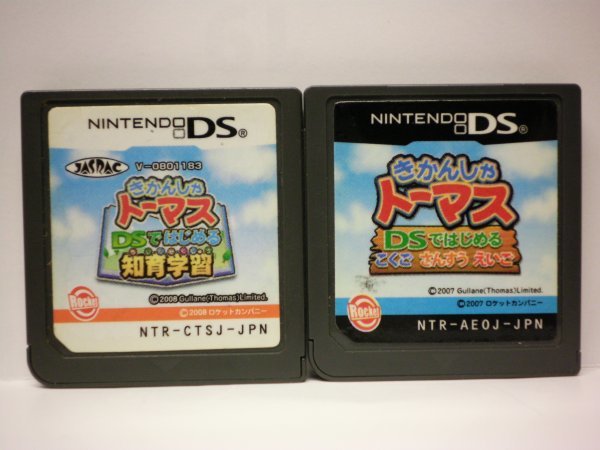 NINTENDO DS®
JASRAC V-0801183
きかんしゃ
トーマス
DSではじめる
知育学習
©2008 Gullane(Thomas)Limited.
Rocket
©2008 ロケットカンパニー
NTR-CTSJ-JPN
NINTENDO DS®
きかんしゃ
トーマス
DSではじめる
こくご さんすう えいご
©2007 Gullane(Thomas)Limited.
Rocket
©2007 ロケットカンパニー
NTR-AEOJ-JPN